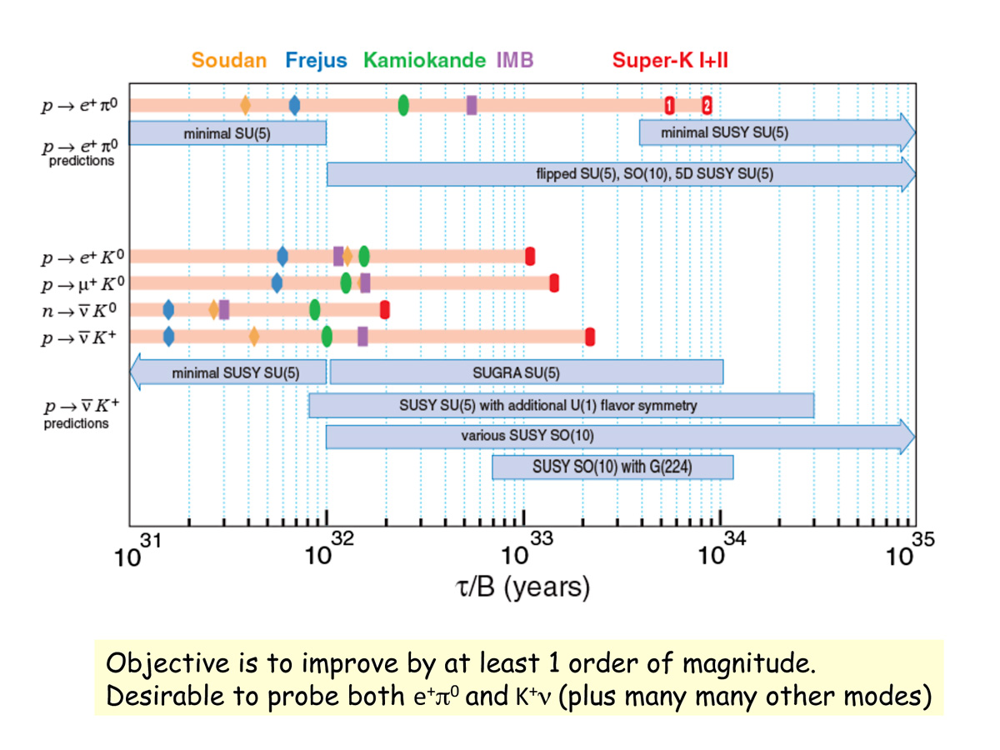 Soudan Frejus Kamiokande IMB Super-K I+II
p → e⁺ π⁰
1 2
minimal SU(5) minimal SUSY SU(5)
p → e⁺ π⁰
predictions
flipped SU(5), SO(10), 5D SUSY SU(5)
p → e⁺ K⁰
p → μ⁺ K⁰
n → ν̅ K⁰
p → ν̅ K⁺
minimal SUSY SU(5) SUGRA SU(5)
p → ν̅ K⁺
predictions
SUSY SU(5) with additional U(1) flavor symmetry
various SUSY SO(10)
SUSY SO(10) with G(224)
10³¹ 10³² 10³³ 10³⁴ 10³⁵
τ/B (years)
Objective is to improve by at least 1 order of magnitude.
Desirable to probe both e⁺π⁰ and K⁺ν (plus many many other modes)